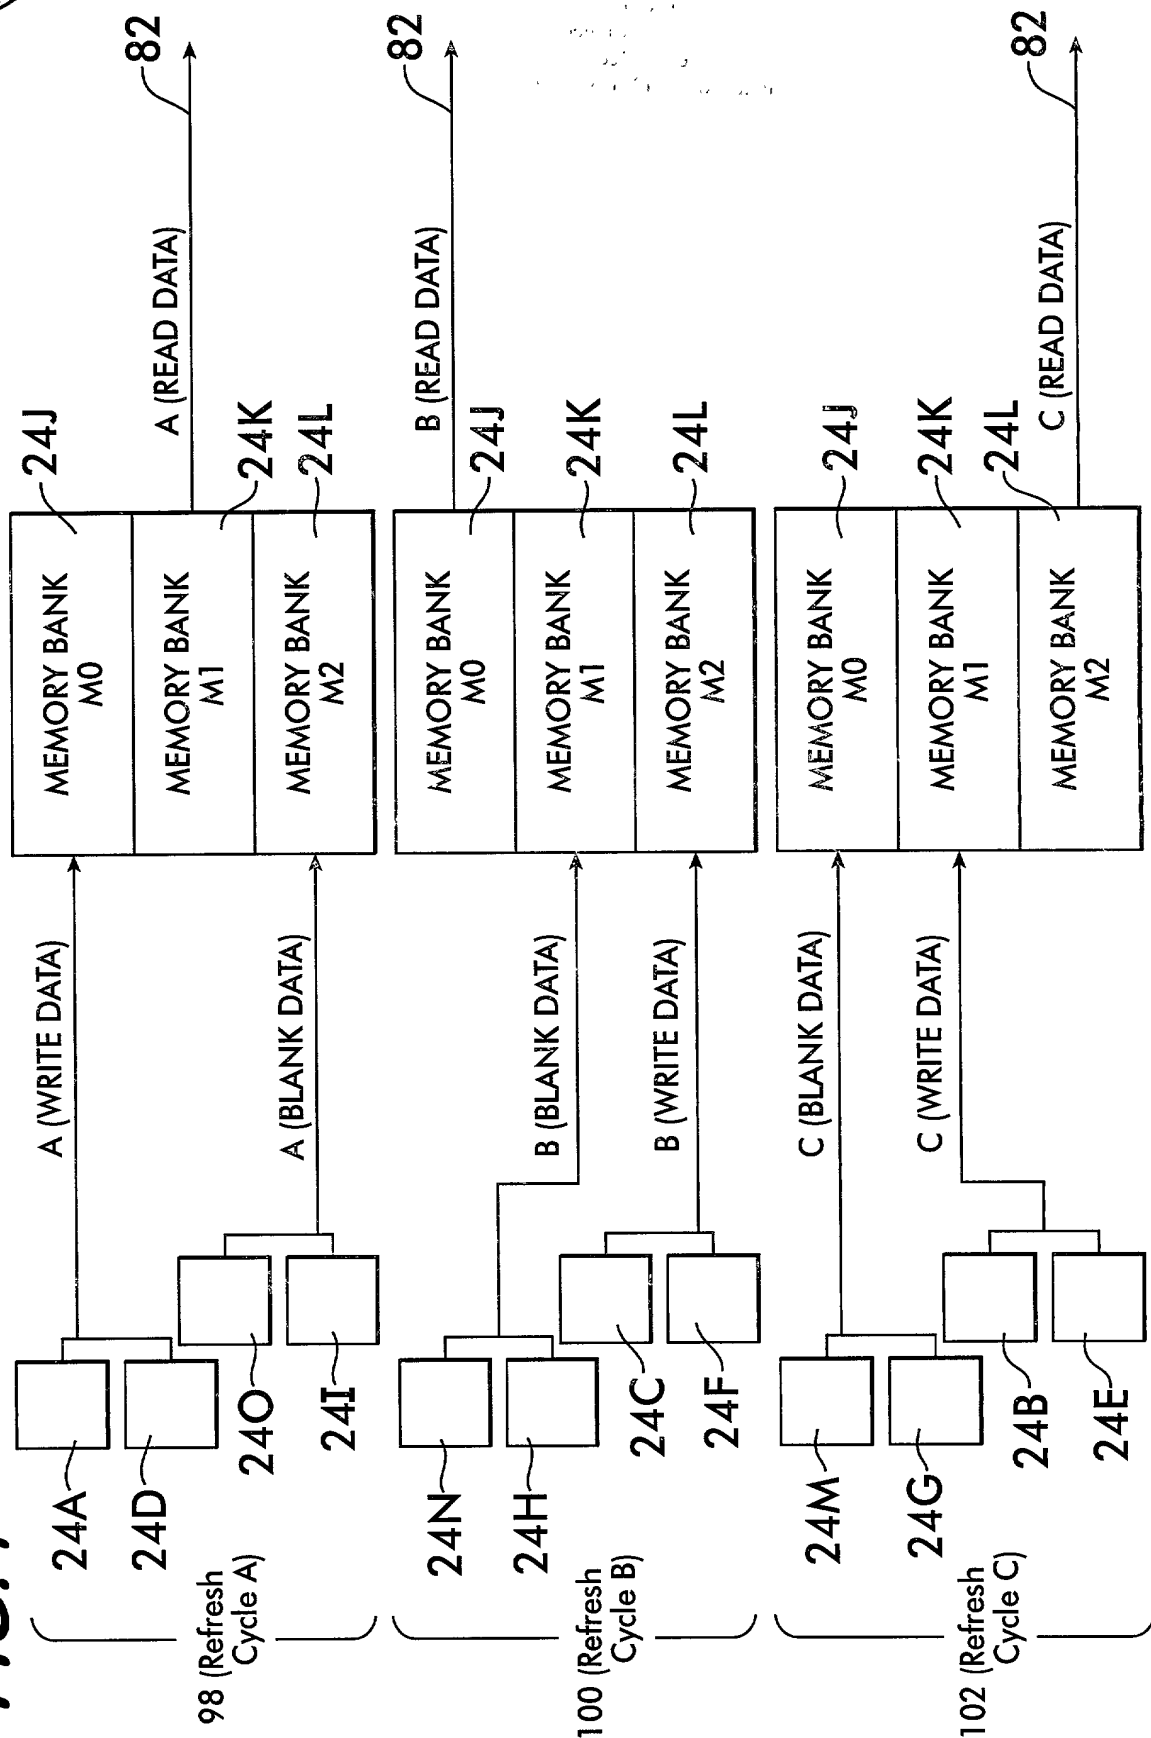 98 (Refresh
Cycle A)
24A
24D
24O
24I
A (WRITE DATA)
A (BLANK DATA)
MEMORY BANK
M0
MEMORY BANK
M1
MEMORY BANK
M2
24J
24K
24L
A (READ DATA)
82
100 (Refresh
Cycle B)
24N
24H
24C
24F
B (BLANK DATA)
B (WRITE DATA)
MEMORY BANK
M0
MEMORY BANK
M1
MEMORY BANK
M2
24J
24K
24L
B (READ DATA)
82
102 (Refresh
Cycle C)
24M
24G
24B
24E
C (BLANK DATA)
C (WRITE DATA)
MEMORY BANK
M0
MEMORY BANK
M1
MEMORY BANK
M2
24J
24K
24L
C (READ DATA)
82